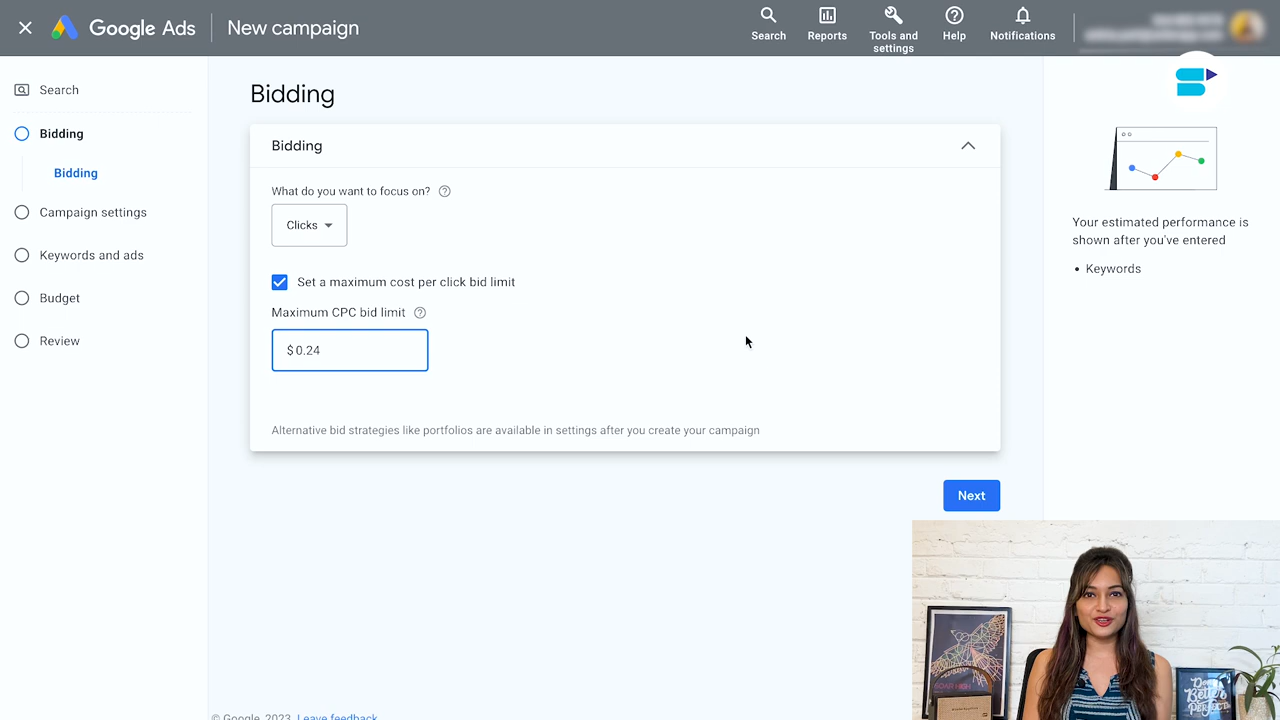 Google Ads
New campaign
Search
Reports
Tools and
settings
Help
Notifications
Search
Bidding
Bidding
Campaign settings
Keywords and ads
Budget
Review
Bidding
Bidding
What do you want to focus on?
Clicks
Set a maximum cost per click bid limit
Maximum CPC bid limit
$ 0.24
Alternative bid strategies like portfolios are available in settings after you create your campaign
Next
© Google, 2023. Leave feedback
Your estimated performance is
shown after you've entered
• Keywords
SOAR HIGH
Better